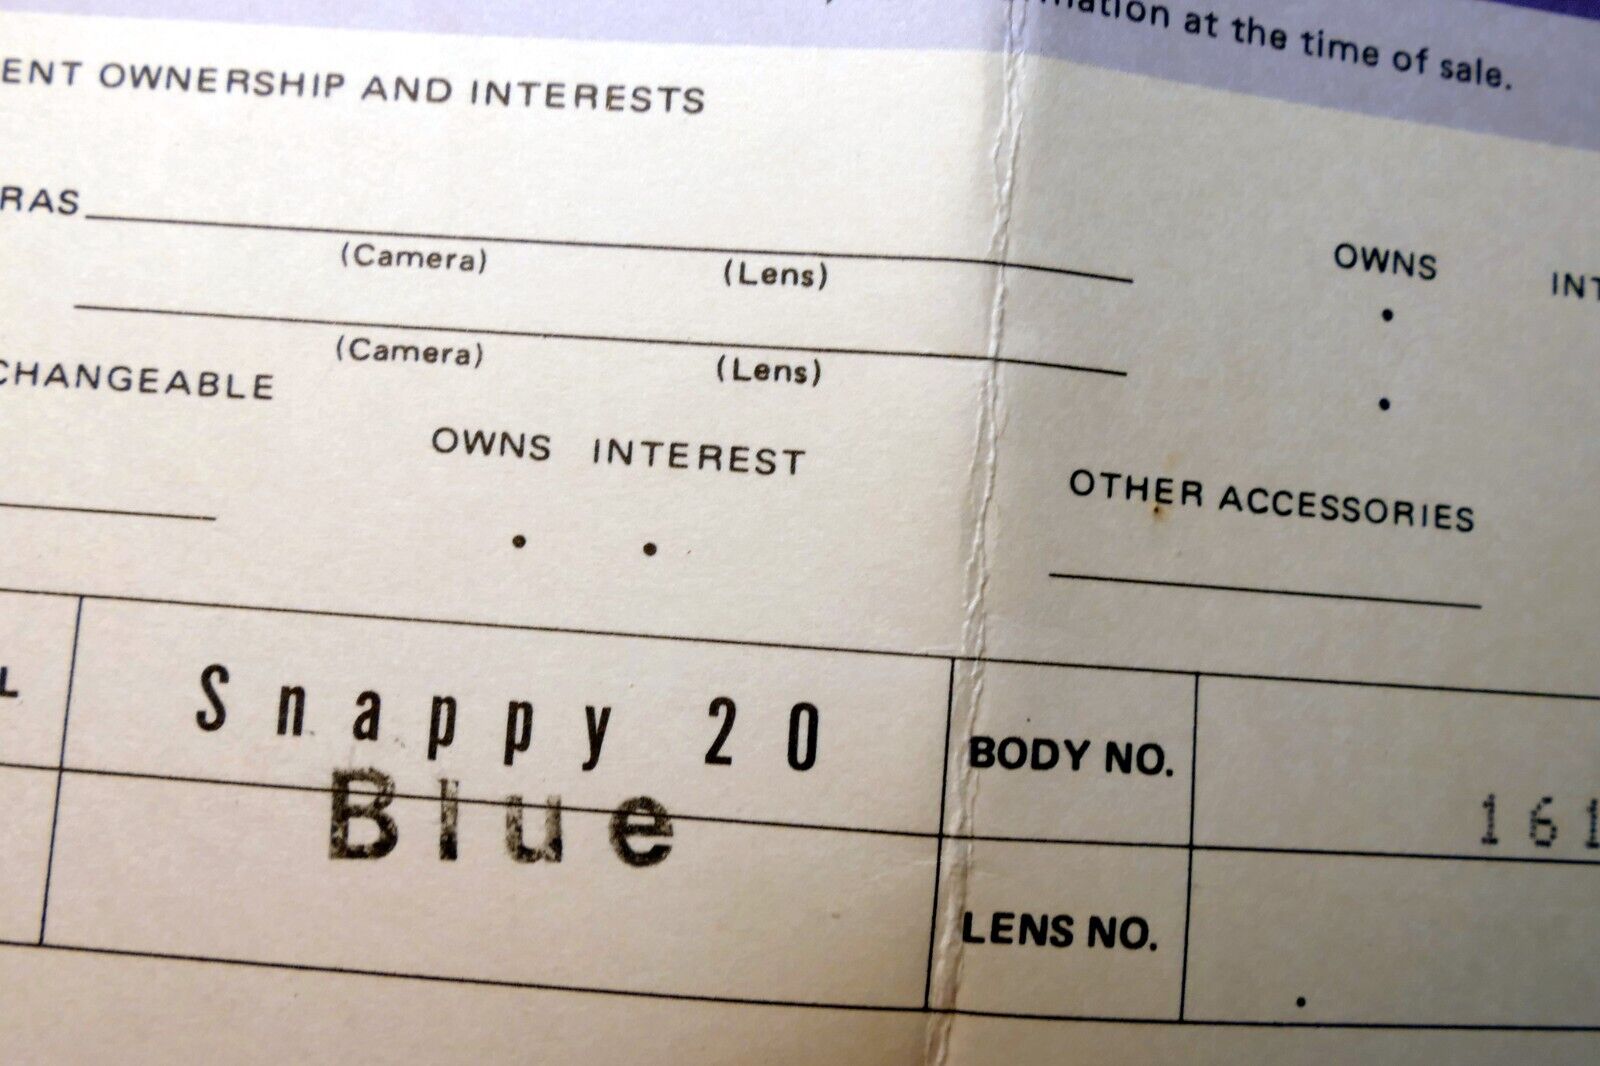 at the time of sale.
ENT OWNERSHIP AND INTERESTS
RAS
(Camera) (Lens)
OWNS INT
(Camera) (Lens)
CHANGEABLE
OWNS INTEREST
OTHER ACCESSORIES
L Snappy 20 BODY NO. 161
Blue
LENS NO.